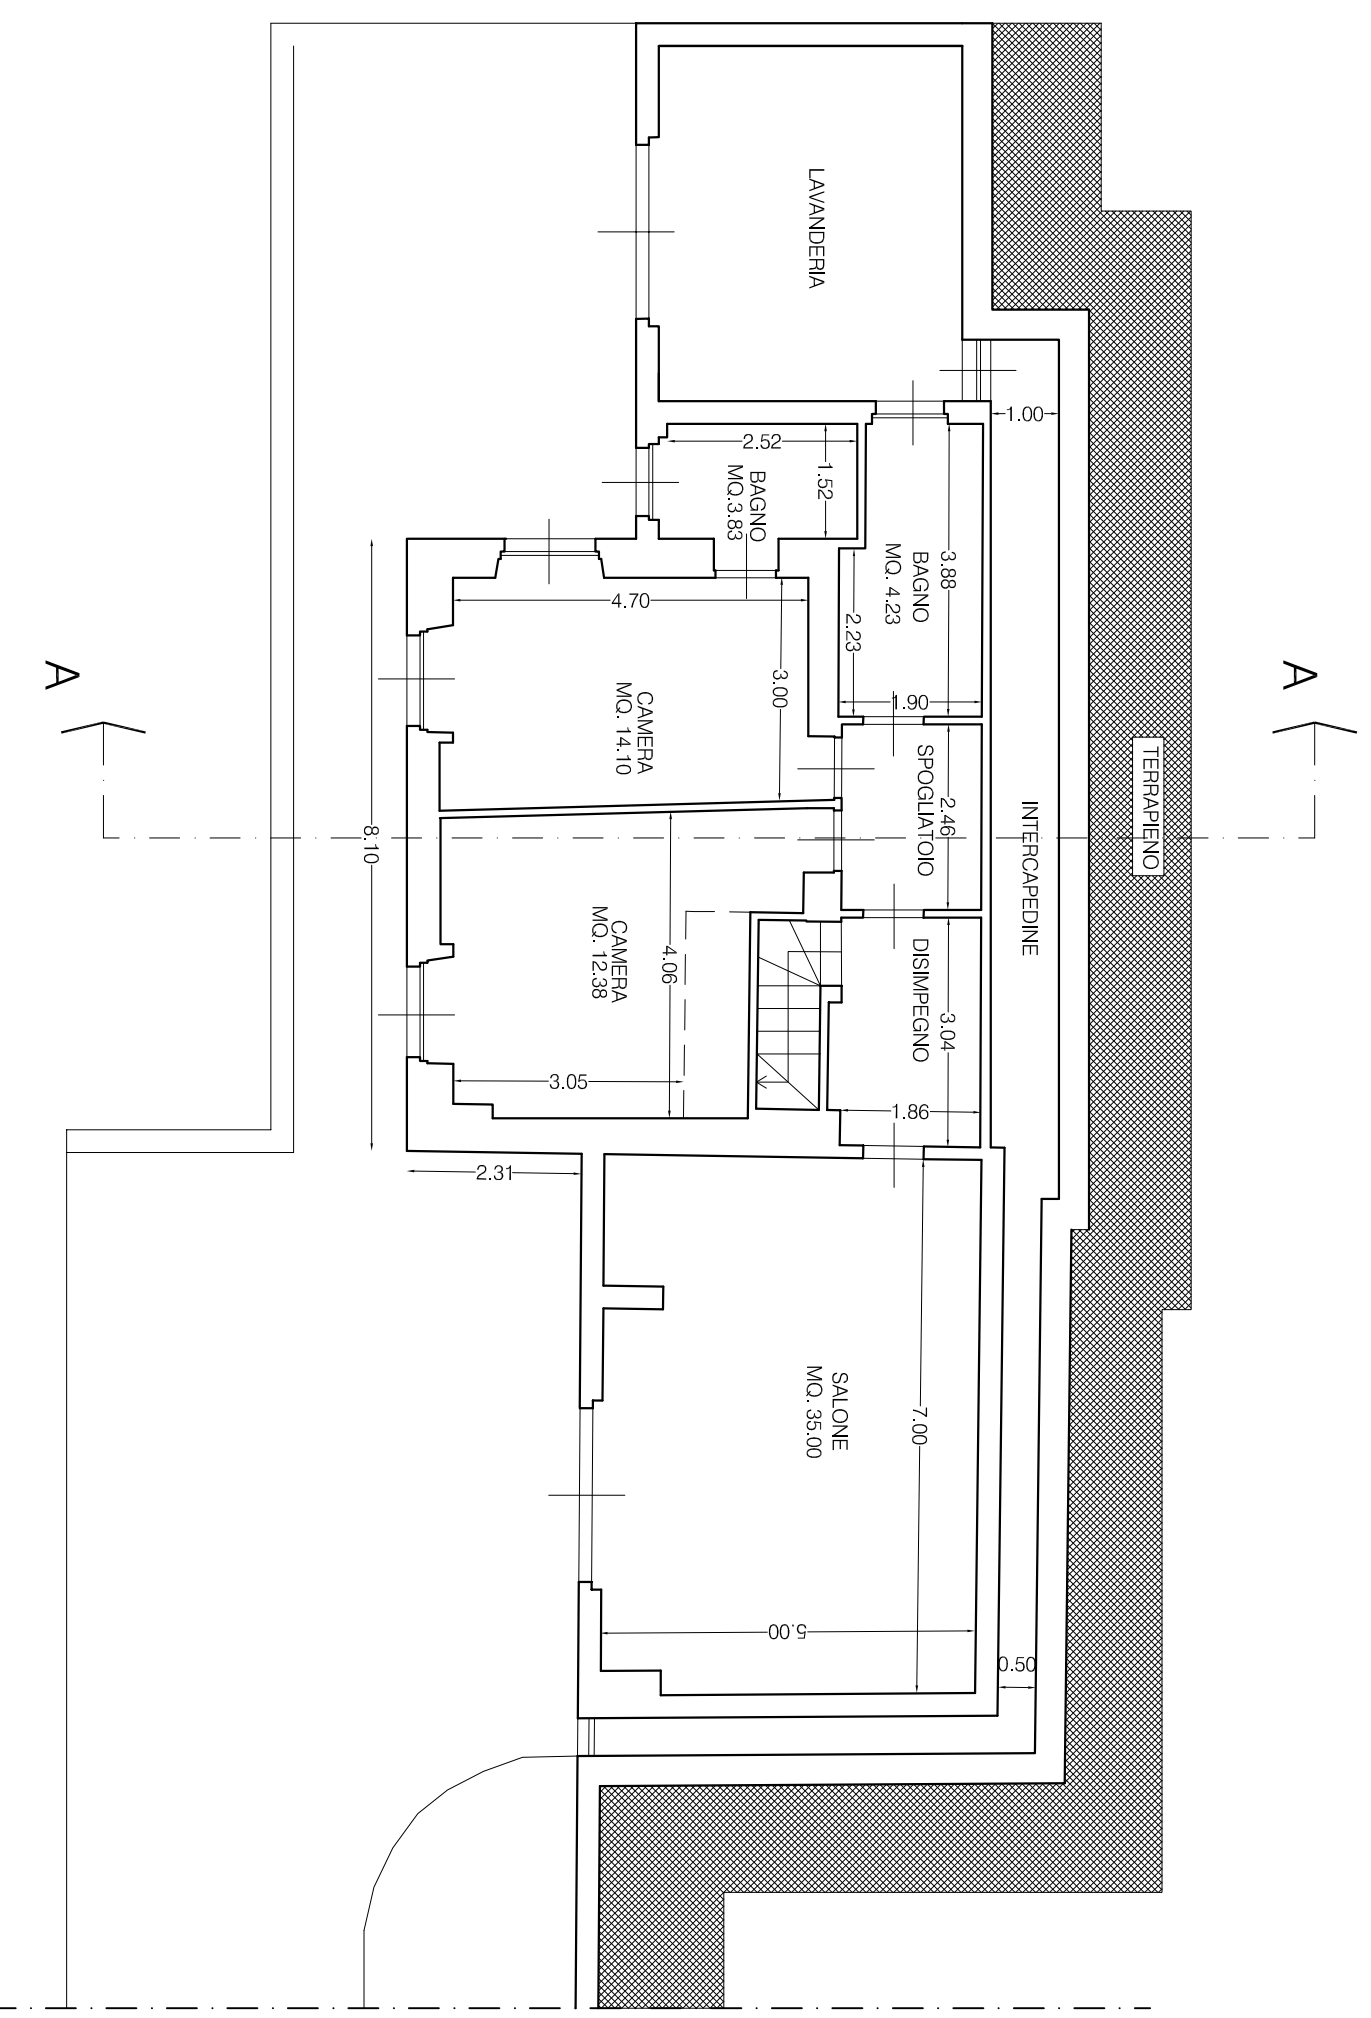 A
A
TERRAPIENO
INTERCAPEDINE
LAVANDERIA
1.00
2.52
1.52
BAGNO
MQ.3.83
3.88
BAGNO
MQ. 4.23
2.23
1.90
4.70
3.00
CAMERA
MQ. 14.10
SPOGLIATOIO
2.46
8.10
CAMERA
MQ. 12.38
4.06
3.05
DISIMPEGNO
3.04
1.86
2.31
SALONE
MQ. 35.00
7.00
5.00
0.50